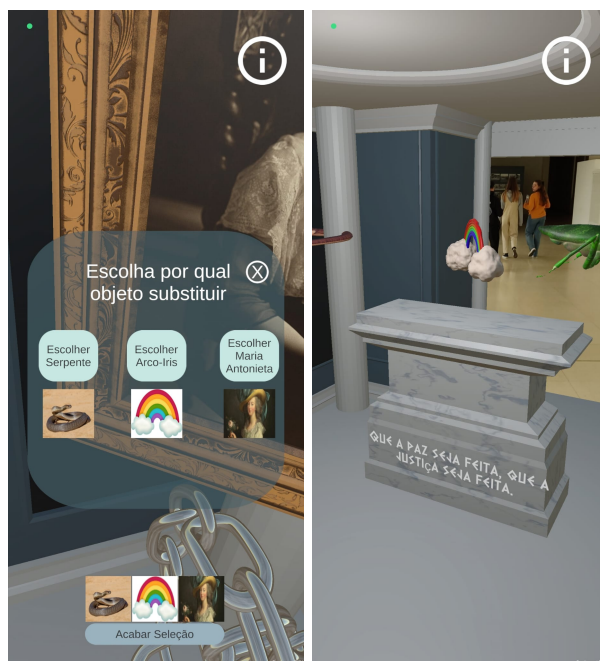 i
Escolha por qual
objeto substituir
X
Escolher
Serpente
Escolher
Arco-Iris
Escolher
Maria
Antonieta
Acabar Seleção
i
QUE A PAZ SEJA FEITA, QUE A
JUSTIÇA SEJA FEITA.